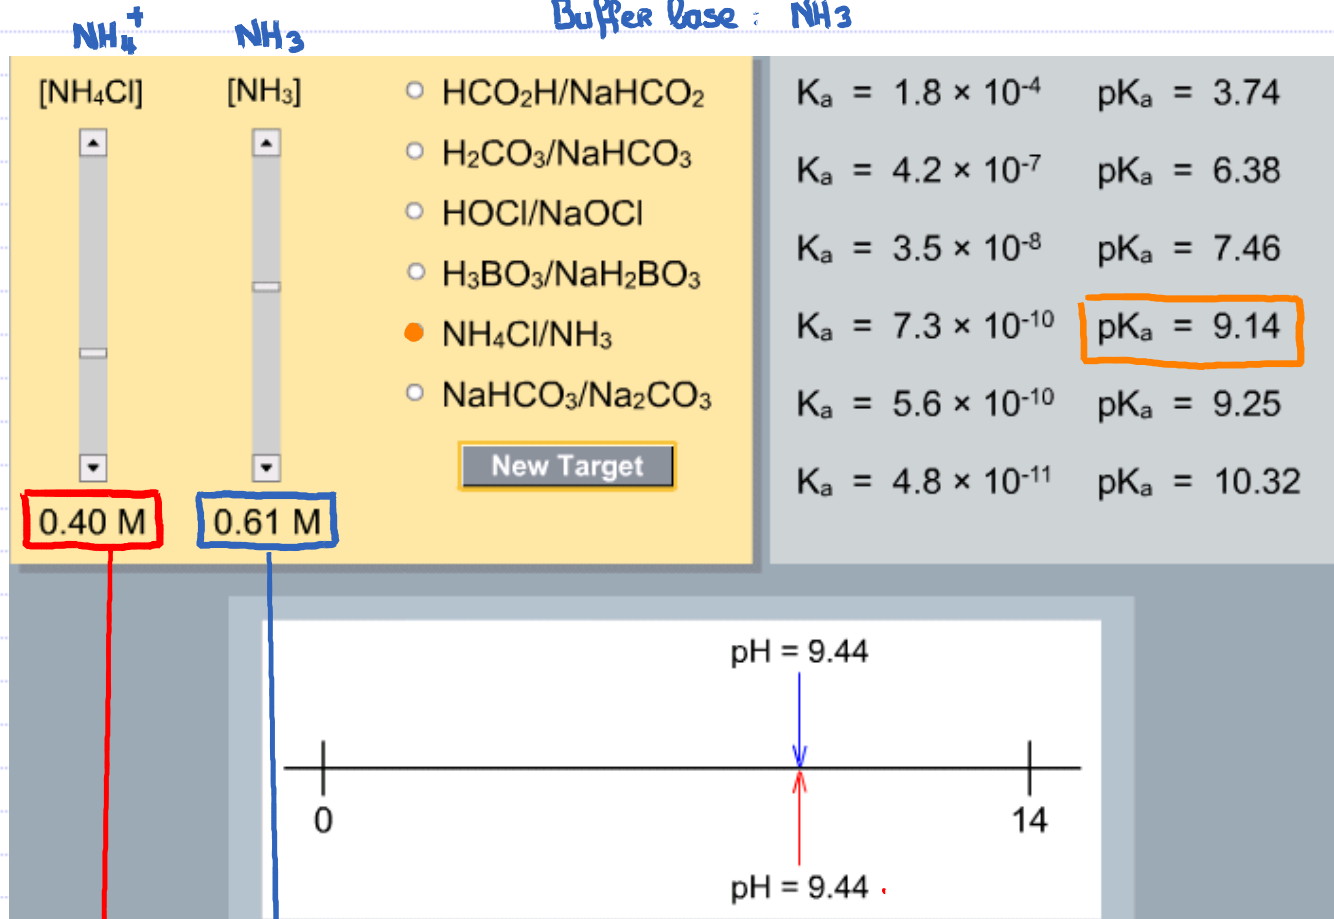 Buffer base : NH3
NH4+ NH3
[NH₄Cl] [NH₃]
HCO₂H/NaHCO₂
H₂CO₃/NaHCO₃
HOCl/NaOCl
H₃BO₃/NaH₂BO₃
NH₄Cl/NH₃
NaHCO₃/Na₂CO₃
New Target
0.40 M 0.61 M
Kₐ = 1.8 × 10⁻⁴ pKₐ = 3.74
Kₐ = 4.2 × 10⁻⁷ pKₐ = 6.38
Kₐ = 3.5 × 10⁻⁸ pKₐ = 7.46
Kₐ = 7.3 × 10⁻¹⁰ pKₐ = 9.14
Kₐ = 5.6 × 10⁻¹⁰ pKₐ = 9.25
Kₐ = 4.8 × 10⁻¹¹ pKₐ = 10.32
pH = 9.44
0 14
pH = 9.44